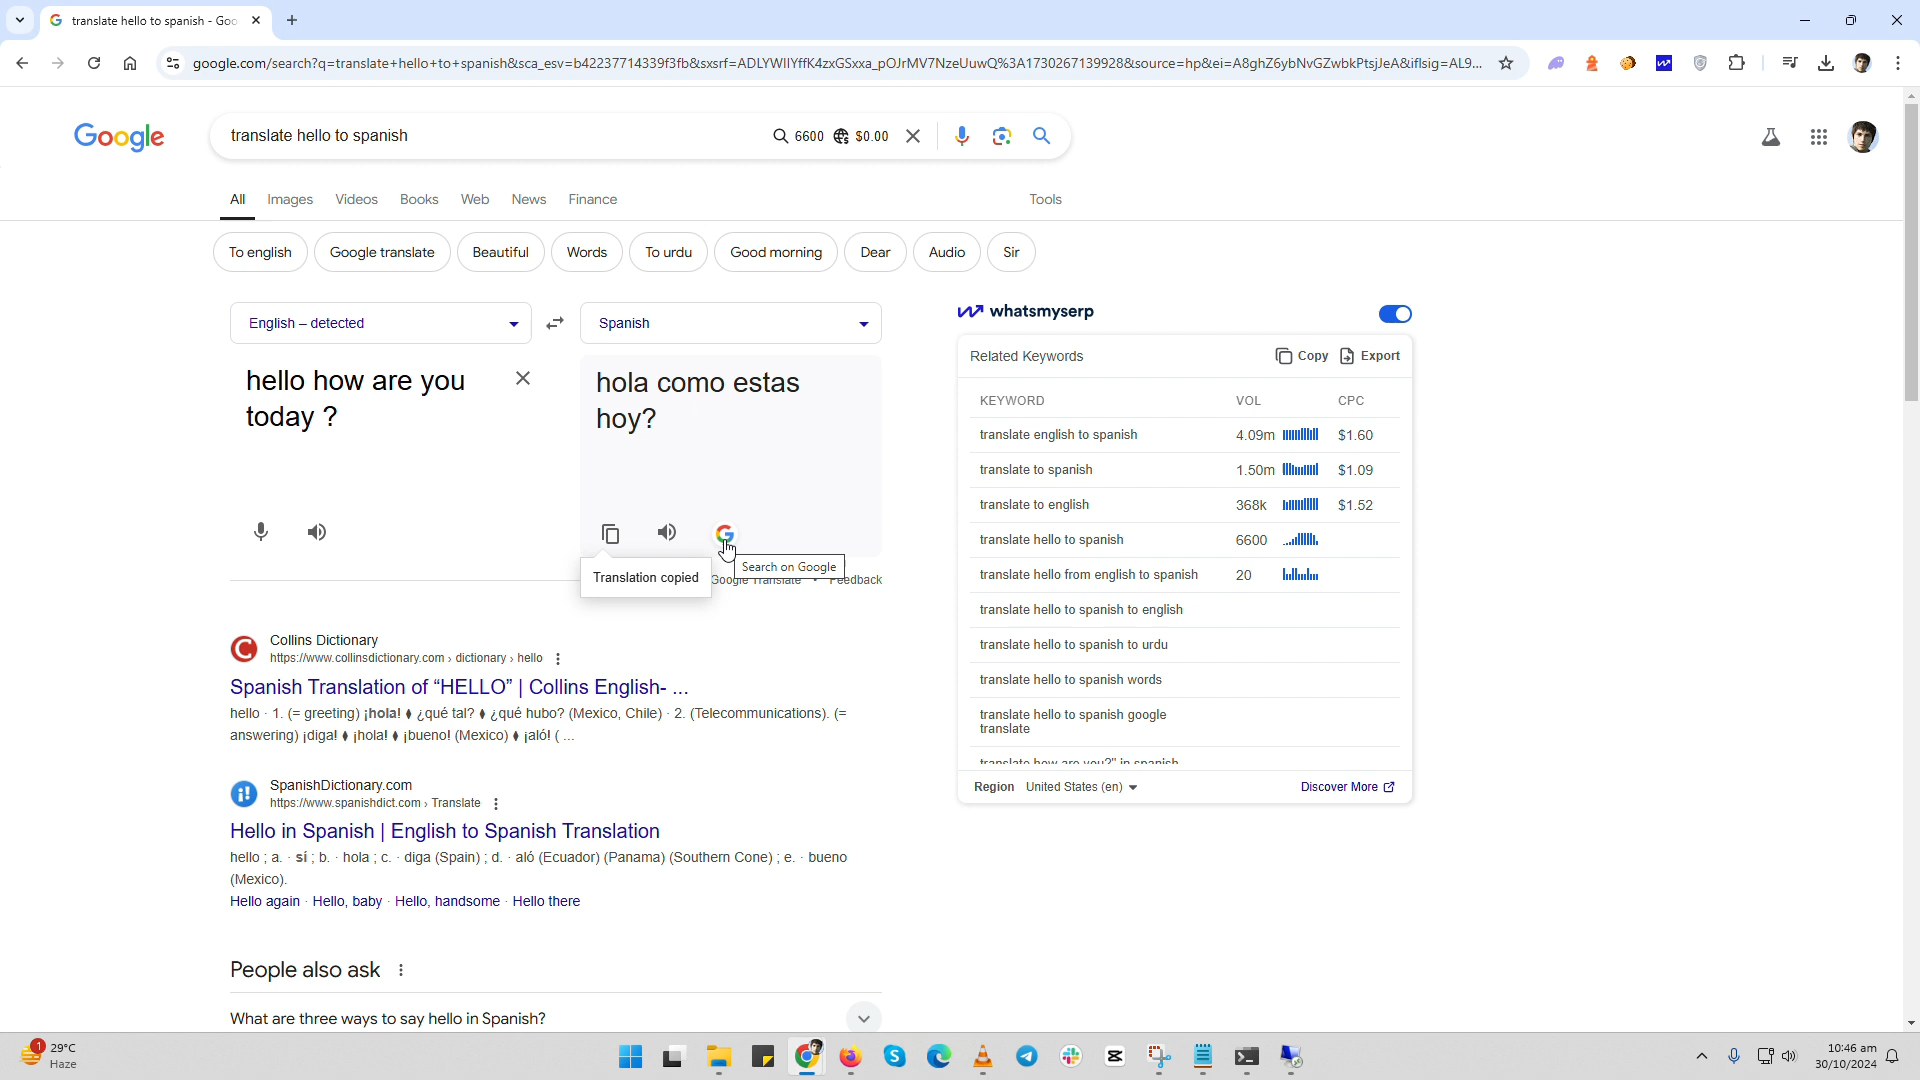 translate hello to spanish - Goo
google.com/search?q=translate+hello+to+spanish&sca_esv=b42237714339f3fb&sxsrf=ADLYWIIYffK4zxGSxxa_pOJrMV7NzeUuwQ%3A1730267139928&source=hp&ei=A8ghZ6ybNvGZwbkPtsjJeA&iflsig=AL9...
Google
translate hello to spanish
6600 $0.00
All Images Videos Books Web News Finance Tools
To english Google translate Beautiful Words To urdu Good morning Dear Audio Sir
English – detected
Spanish
hello how are you
today ?
hola como estas
hoy?
Translation copied
Search on Google
Google Translate • Feedback
whatsmyserp
Related Keywords Copy Export
KEYWORD VOL CPC
translate english to spanish 4.09m $1.60
translate to spanish 1.50m $1.09
translate to english 368k $1.52
translate hello to spanish 6600
translate hello from english to spanish 20
translate hello to spanish to english
translate hello to spanish to urdu
translate hello to spanish words
translate hello to spanish google
translate
translate how are you?" in spanish
Region United States (en) Discover More
Collins Dictionary
https://www.collinsdictionary.com › dictionary › hello
Spanish Translation of “HELLO” | Collins English- ...
hello · 1. (= greeting) ¡hola! ⧫ ¿qué tal? ⧫ ¿qué hubo? (Mexico, Chile) · 2. (Telecommunications). (=
answering) ¡diga! ⧫ ¡hola! ⧫ ¡bueno! (Mexico) ⧫ ¡aló! ( ...
SpanishDictionary.com
https://www.spanishdict.com › Translate
Hello in Spanish | English to Spanish Translation
hello ; a. · sí ; b. · hola ; c. · diga (Spain) ; d. · aló (Ecuador) (Panama) (Southern Cone) ; e. · bueno
(Mexico).
Hello again · Hello, baby · Hello, handsome · Hello there
People also ask
What are three ways to say hello in Spanish?
1
29°C
Haze
10:46 am
30/10/2024